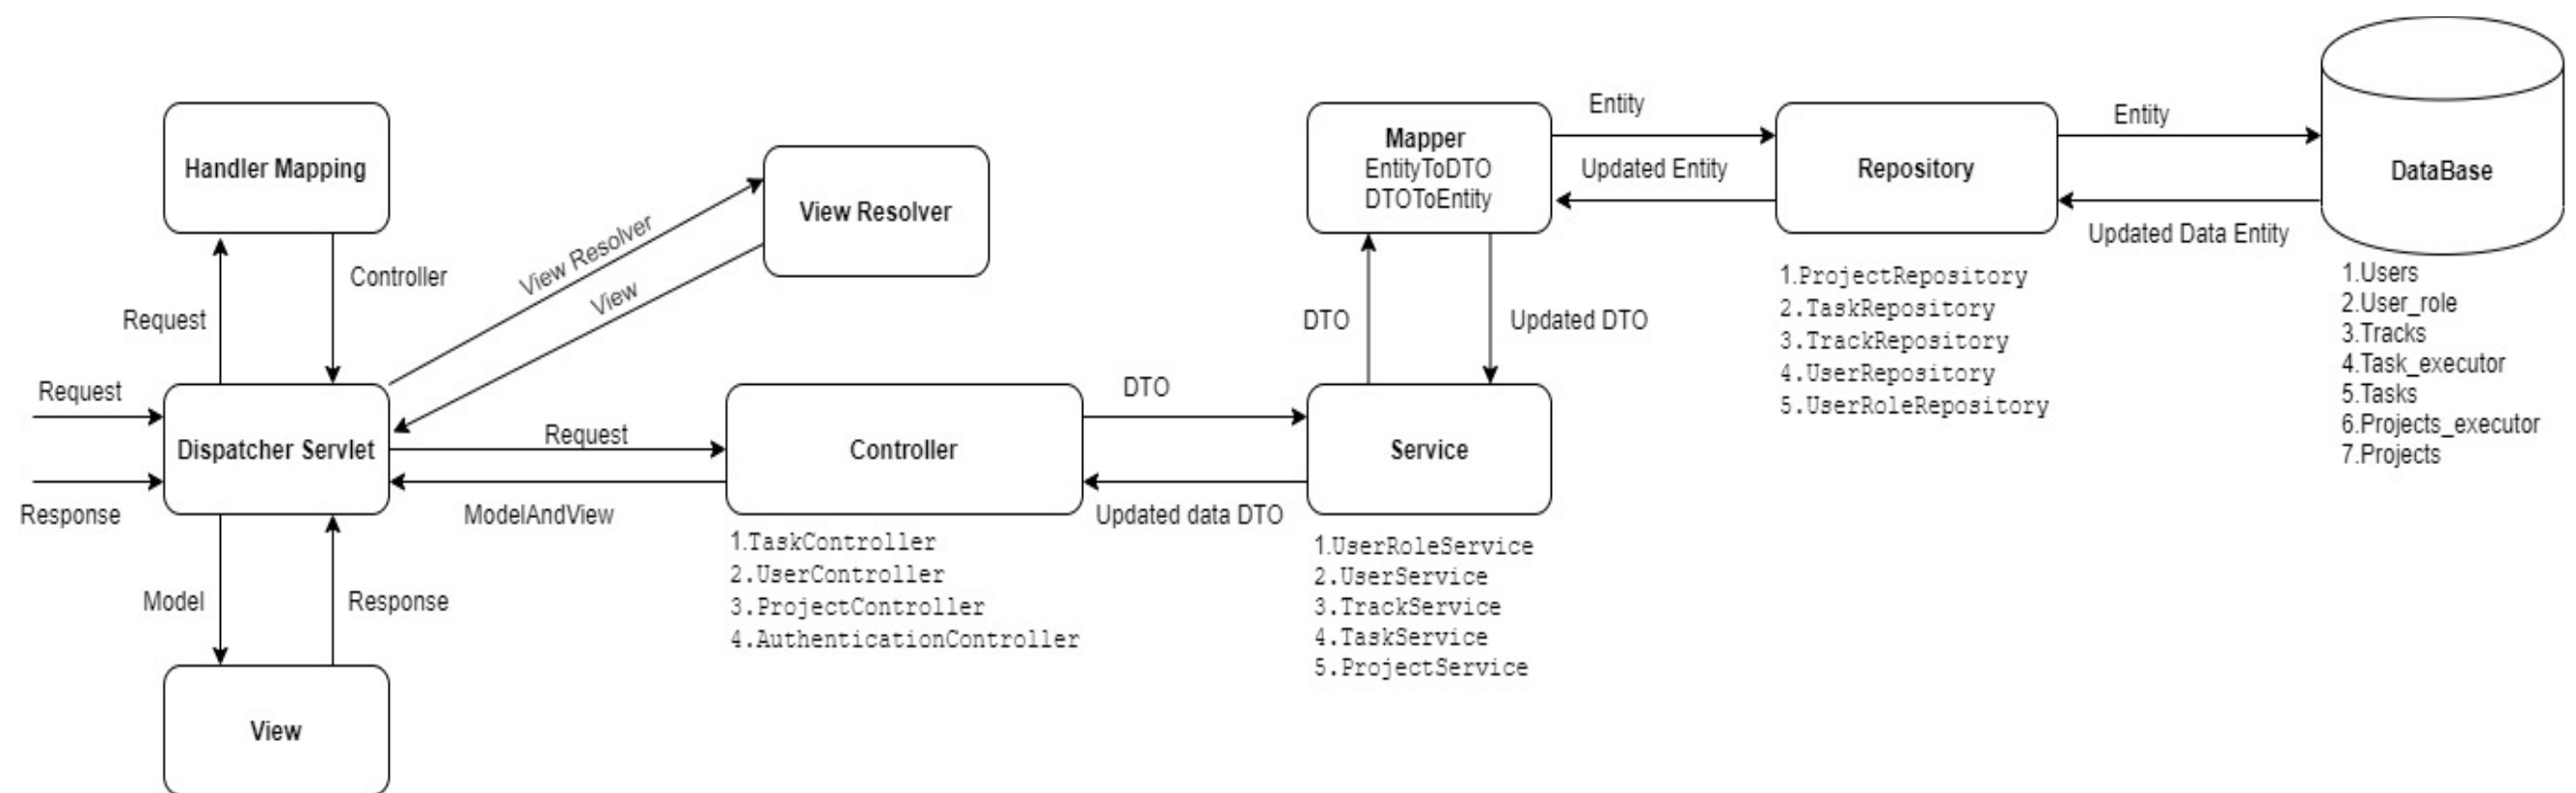 Handler Mapping
Controller
Request
Request
Response
Dispatcher Servlet
Model
Response
View
View Resolver
View
View Resolver
Request
ModelAndView
Controller
1.TaskController
2.UserController
3.ProjectController
4.AuthenticationController
DTO
Updated data DTO
Service
1.UserRoleService
2.UserService
3.TrackService
4.TaskService
5.ProjectService
DTO
Updated DTO
Mapper
EntityToDTO
DTOToEntity
Entity
Updated Entity
Repository
1.ProjectRepository
2.TaskRepository
3.TrackRepository
4.UserRepository
5.UserRoleRepository
Entity
Updated Data Entity
DataBase
1.Users
2.User_role
3.Tracks
4.Task_executor
5.Tasks
6.Projects_executor
7.Projects